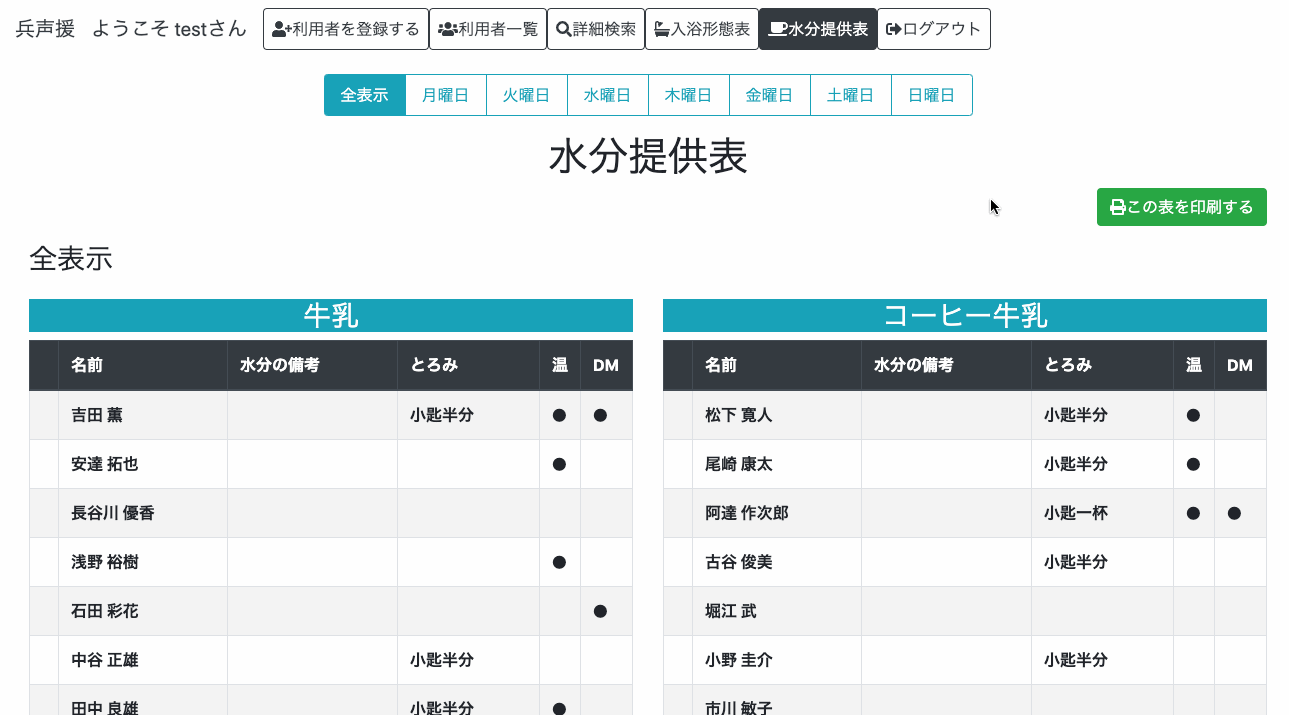 兵声援 ようこそ testさん 利用者を登録する 利用者一覧 詳細検索 入浴形態表 水分提供表 ログアウト
全表示 月曜日 火曜日 水曜日 木曜日 金曜日 土曜日 日曜日
水分提供表
この表を印刷する
全表示
牛乳
名前 水分の備考 とろみ 温 DM
吉田 薫 小匙半分 ● ●
安達 拓也 ●
長谷川 優香
浅野 裕樹 ●
石田 彩花 ●
中谷 正雄 小匙半分
田中 良雄 小匙半分 ●
コーヒー牛乳
名前 水分の備考 とろみ 温 DM
松下 寛人 小匙半分 ●
尾崎 康太 小匙半分 ●
阿達 作次郎 小匙一杯 ● ●
古谷 俊美 小匙半分
堀江 武
小野 圭介 小匙半分
市川 敏子